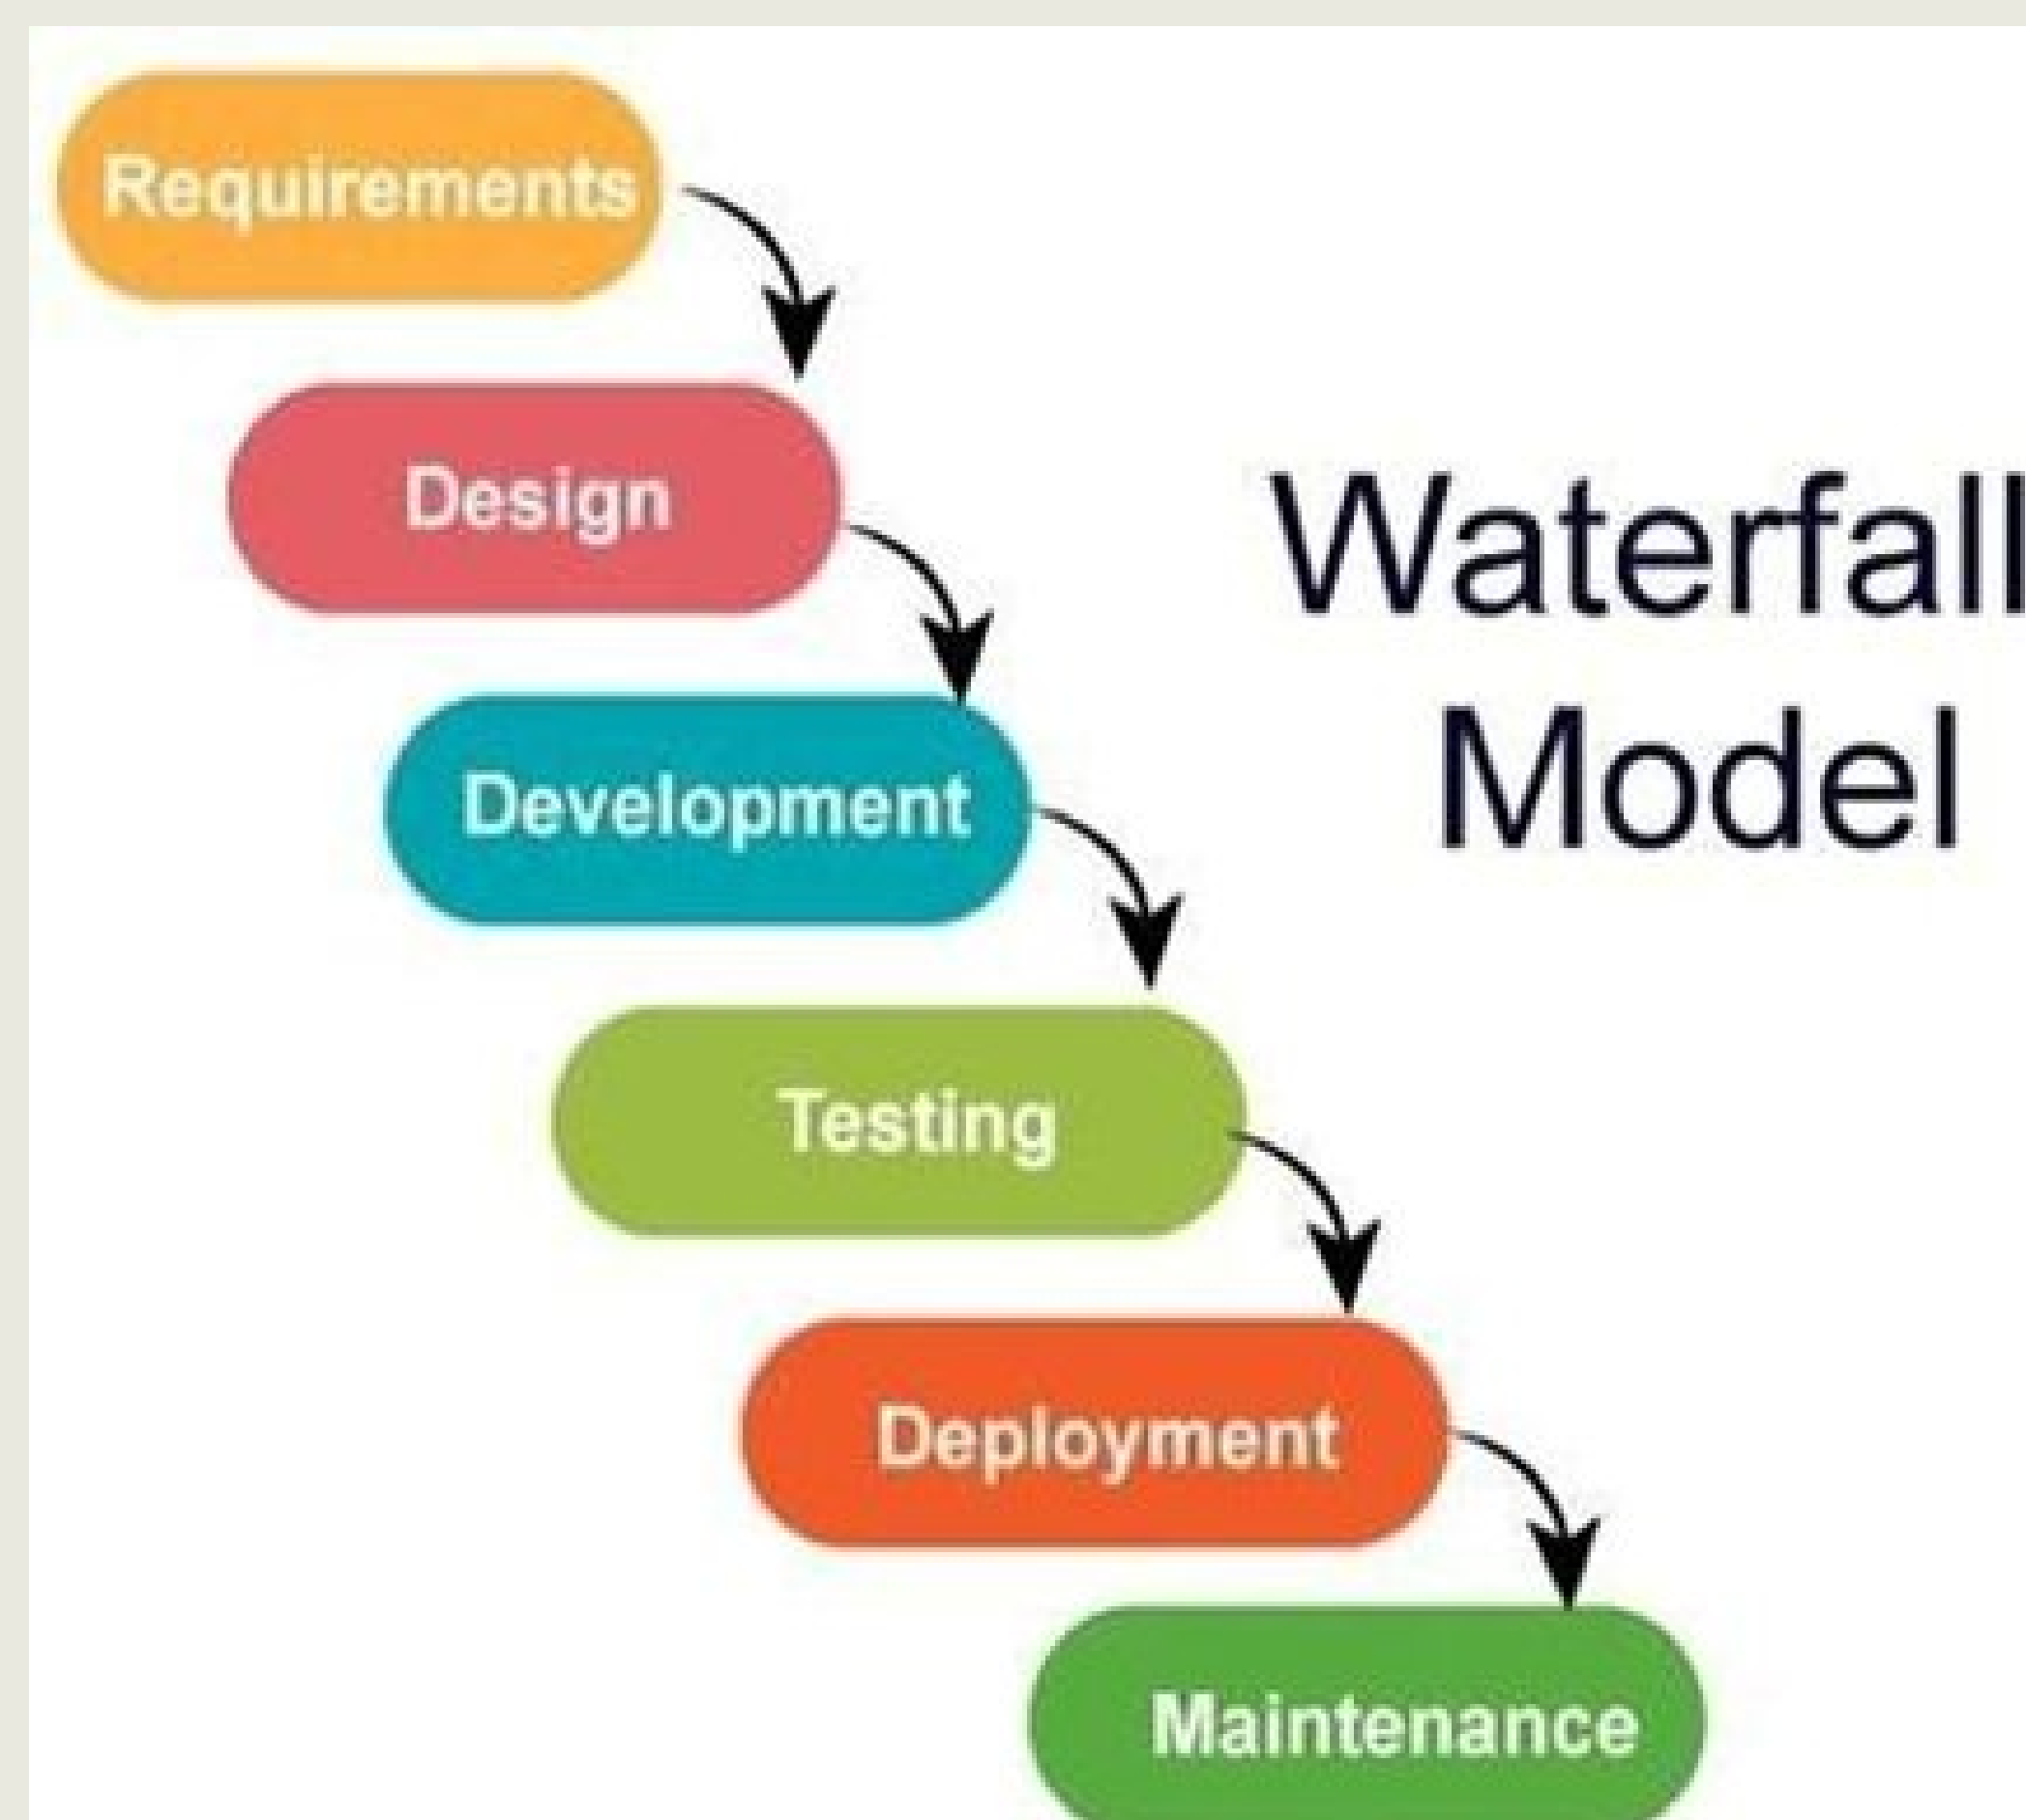 Requirements
Design
Development
Testing
Deployment
Maintenance
Waterfall
Model